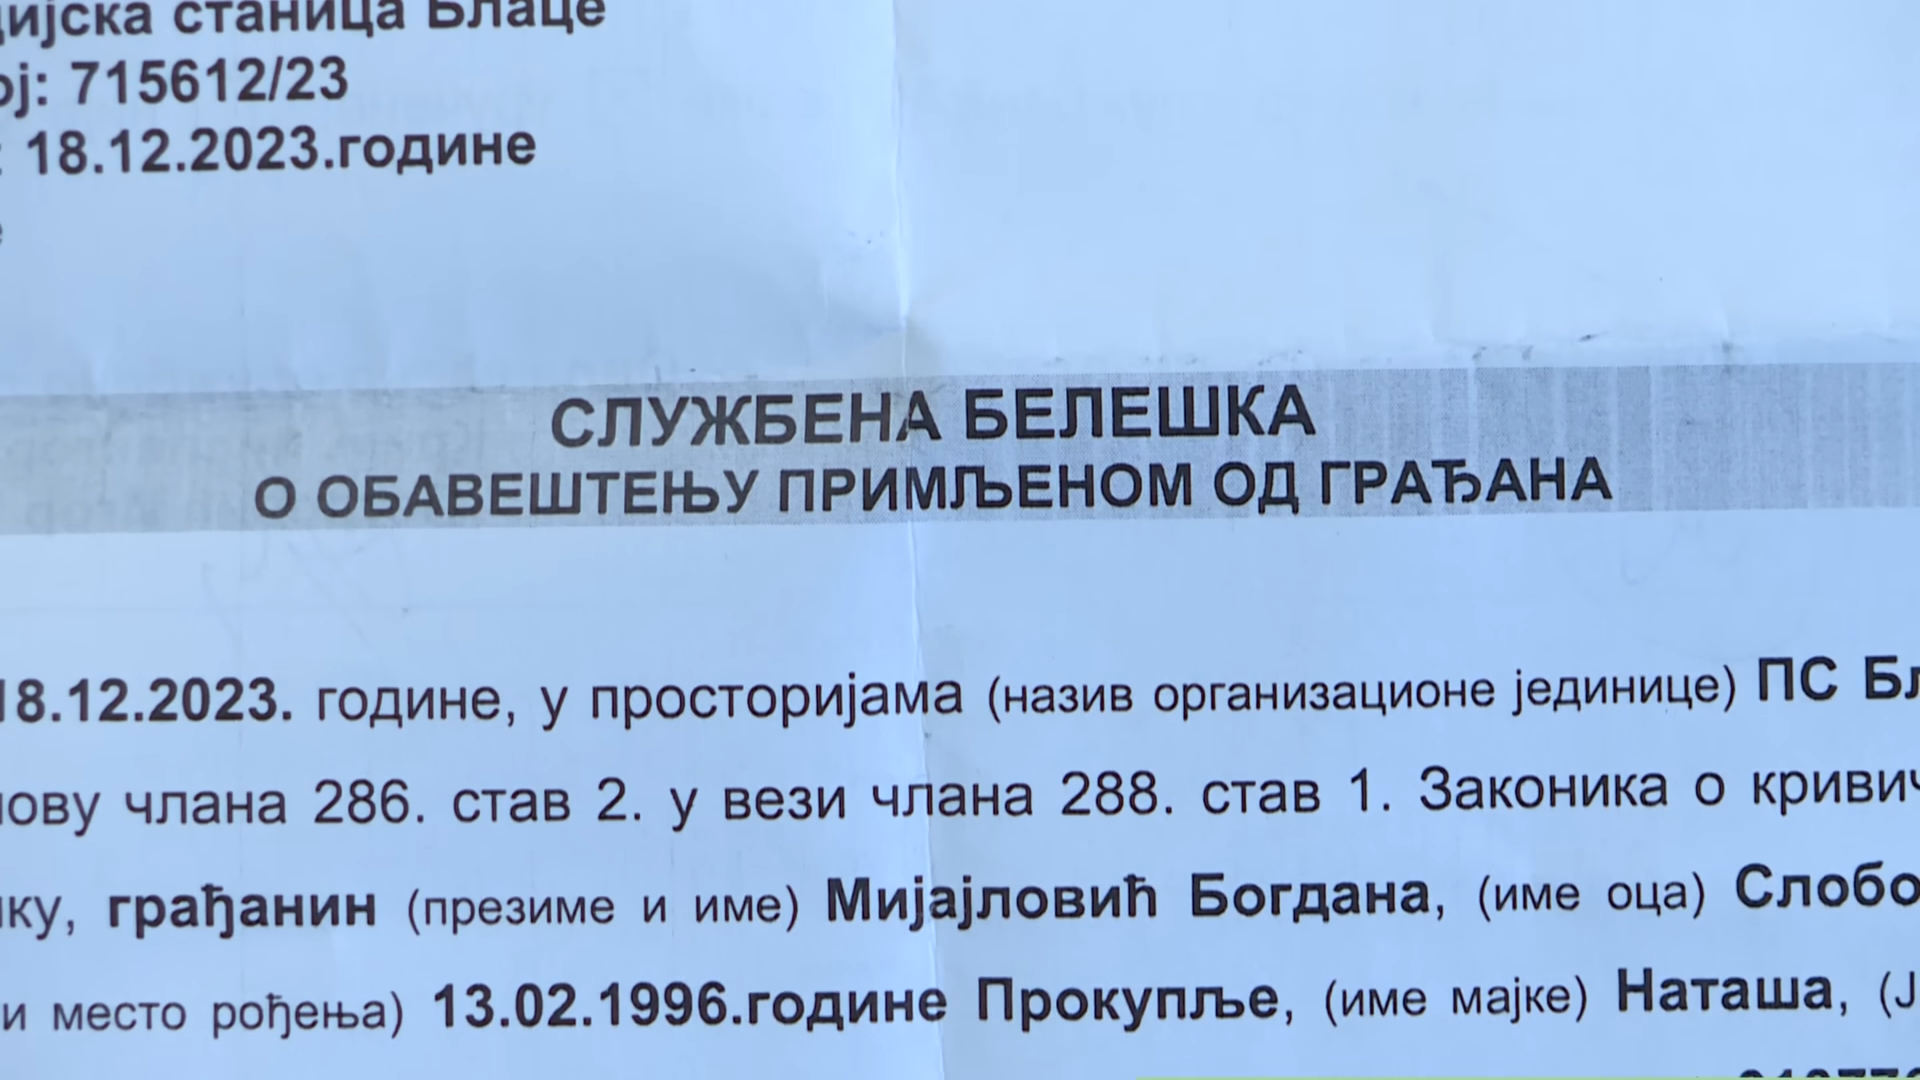 ијска станица Блаце
ој: 715612/23
: 18.12.2023.године
СЛУЖБЕНА БЕЛЕШКА
О ОБАВЕШТЕЊУ ПРИМЉЕНОМ ОД ГРАЂАНА
18.12.2023. године, у просторијама (назив организационе јединице) ПС Бл
ову члана 286. став 2. у вези члана 288. став 1. Законика о кривич
ку, грађанин (презиме и име) Мијајловић Богдана, (име оца) Слобо
и место рођења) 13.02.1996.године Прокупље, (име мајке) Наташа, (Ј